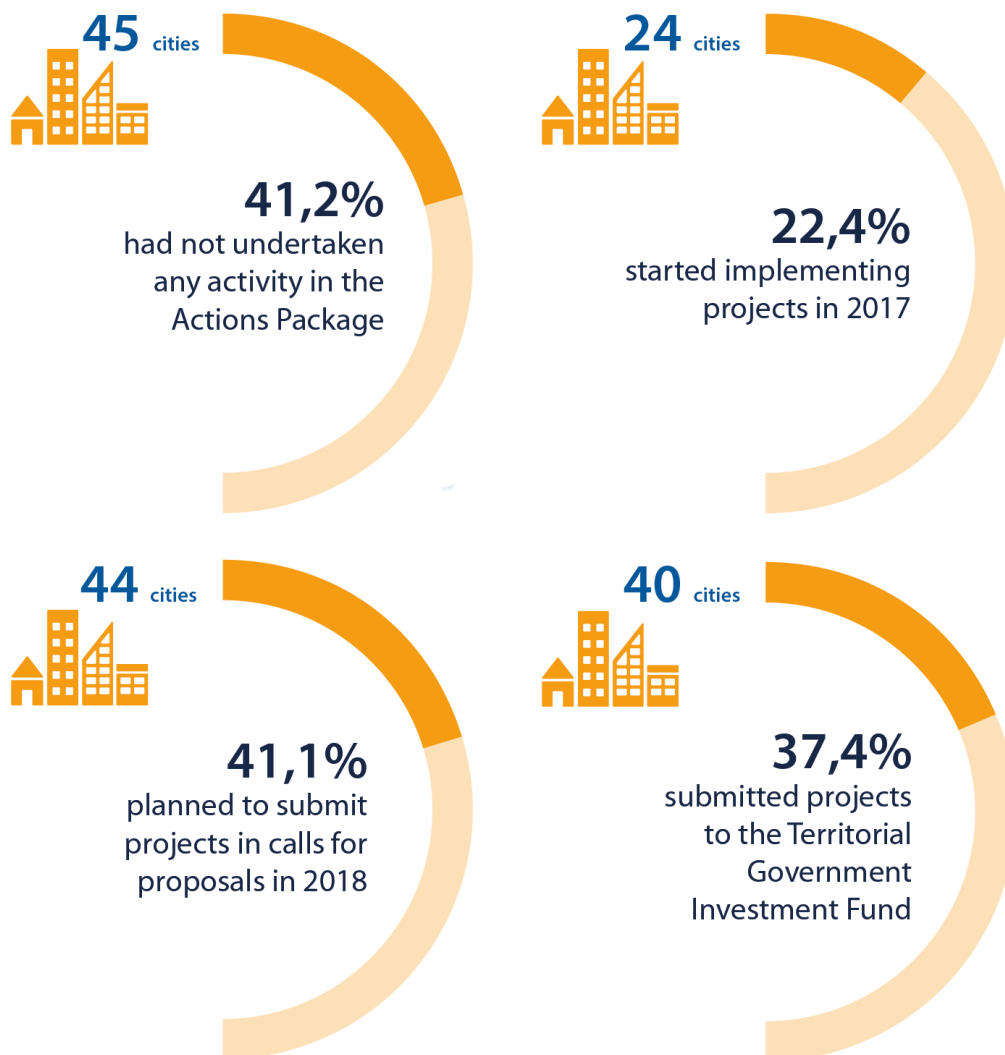 45 cities
41,2%
had not undertaken
any activity in the
Actions Package
24 cities
22,4%
started implementing
projects in 2017
44 cities
41,1%
planned to submit
projects in calls for
proposals in 2018
40 cities
37,4%
submitted projects
to the Territorial
Government
Investment Fund